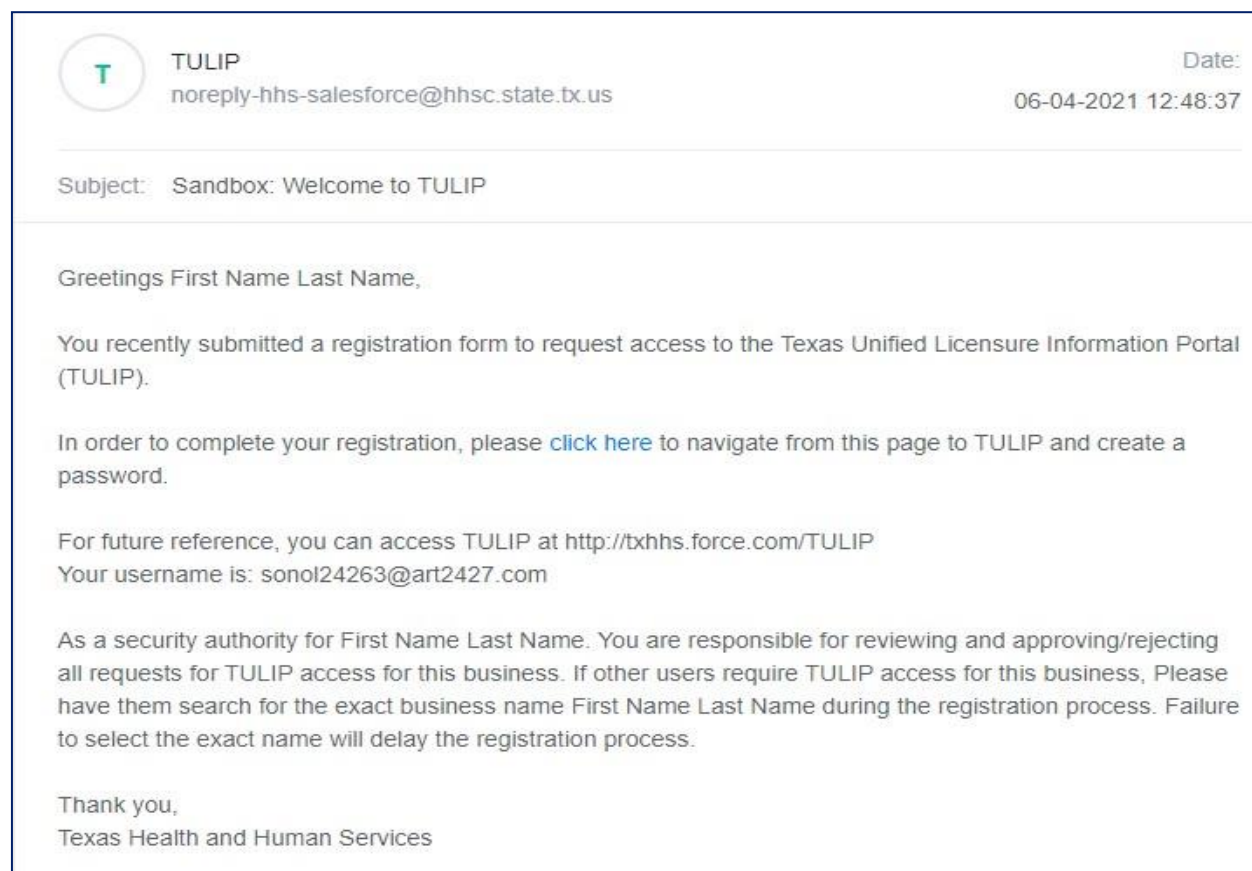 T
TULIP
noreply-hhs-salesforce@hhsc.state.tx.us
Date:
06-04-2021 12:48:37
Subject: Sandbox: Welcome to TULIP
Greetings First Name Last Name,
You recently submitted a registration form to request access to the Texas Unified Licensure Information Portal
(TULIP).
In order to complete your registration, please click here to navigate from this page to TULIP and create a
password.
For future reference, you can access TULIP at http://txhhs.force.com/TULIP
Your username is: sonol24263@art2427.com
As a security authority for First Name Last Name. You are responsible for reviewing and approving/rejecting
all requests for TULIP access for this business. If other users require TULIP access for this business, Please
have them search for the exact business name First Name Last Name during the registration process. Failure
to select the exact name will delay the registration process.
Thank you,
Texas Health and Human Services